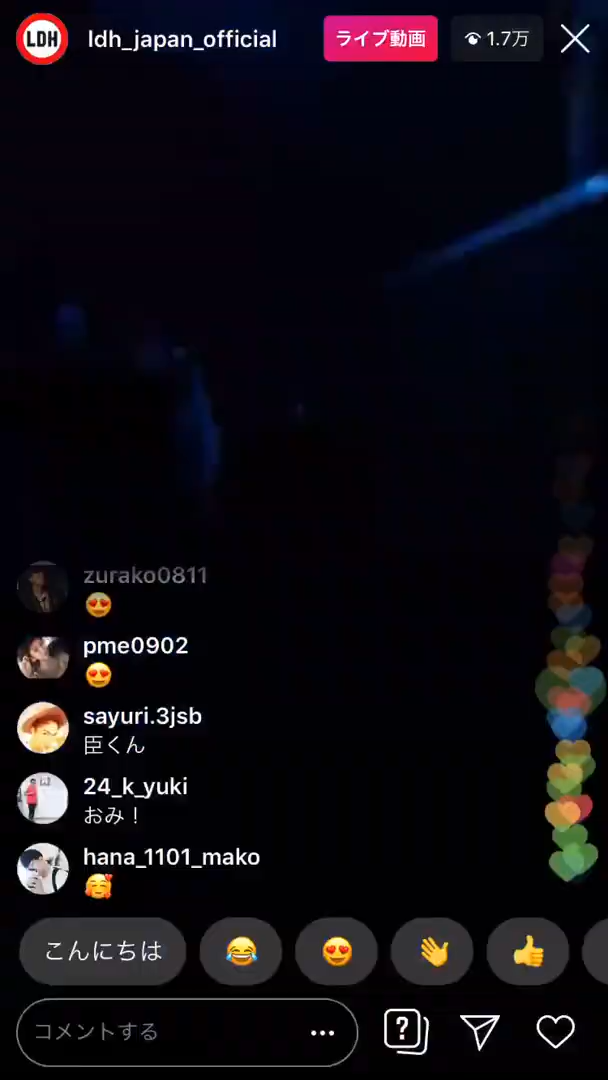 LDH
ldh_japan_official
ライブ動画
1.7万
zurako0811
😍
pme0902
😍
sayuri.3jsb
臣くん
24_k_yuki
おみ！
hana_1101_mako
🥰
こんにちは 😂 😍 👋 👍
コメントする